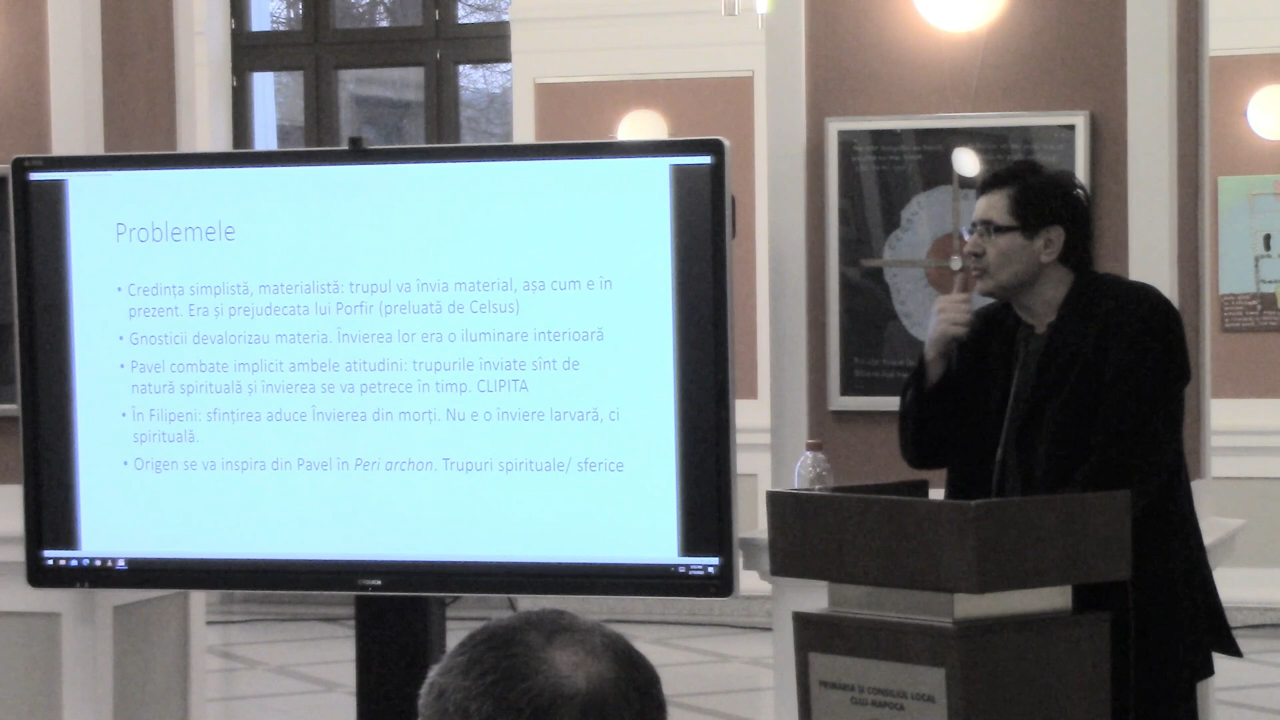 Problemele
• Credința simplistă, materialistă: trupul va învia material, așa cum e în
prezent. Era și prejudecata lui Porfir (preluată de Celsus)
• Gnosticii devalorizau materia. Învierea lor era o iluminare interioară
• Pavel combate implicit ambele atitudini: trupurile înviate sînt de
natură spirituală și învierea se va petrece în timp. CLIPITA
• În Filipeni: sfințirea aduce Învierea din morți. Nu e o înviere larvară, ci
spirituală.
• Origen se va inspira din Pavel în Peri archon. Trupuri spirituale/ sferice
PRIMĂRIA ȘI CONSILIUL LOCAL
CLUJ-NAPOCA